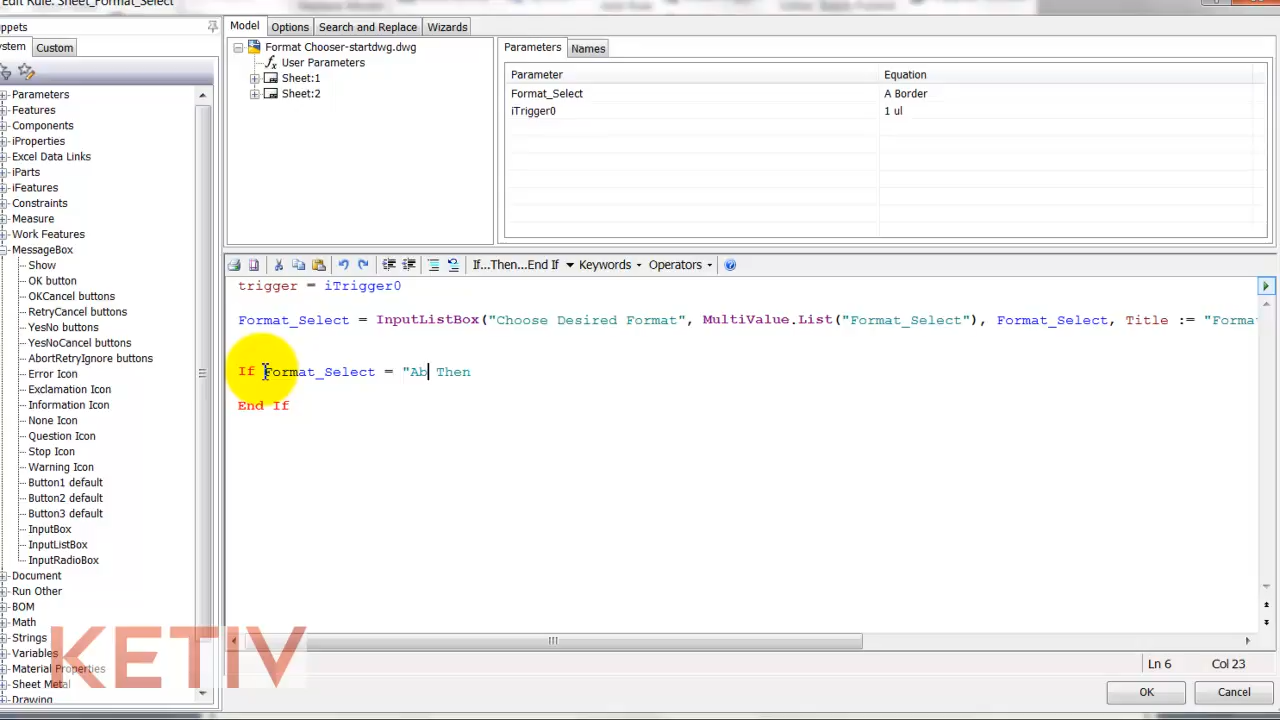 Edit Rule: Sheet_Format_Select
Snippets
System Custom
Parameters
Features
Components
iProperties
Excel Data Links
iParts
iFeatures
Constraints
Measure
Work Features
MessageBox
Show
OK button
OKCancel buttons
RetryCancel buttons
YesNo buttons
YesNoCancel buttons
AbortRetryIgnore buttons
Error Icon
Exclamation Icon
Information Icon
None Icon
Question Icon
Stop Icon
Warning Icon
Button1 default
Button2 default
Button3 default
InputBox
InputListBox
InputRadioBox
Document
Run Other
BOM
Math
Strings
Variables
Material Properties
Sheet Metal
Drawing
Model Options Search and Replace Wizards
Format Chooser-startdwg.dwg
User Parameters
Sheet:1
Sheet:2
Parameters Names
Parameter Equation
Format_Select A Border
iTrigger0 1 ul
If...Then...End If Keywords Operators
trigger = iTrigger0
Format_Select = InputListBox("Choose Desired Format", MultiValue.List("Format_Select"), Format_Select, Title := "Forma
If Format_Select = "Ab Then
End If
Ln 6 Col 23
OK Cancel
KETIV